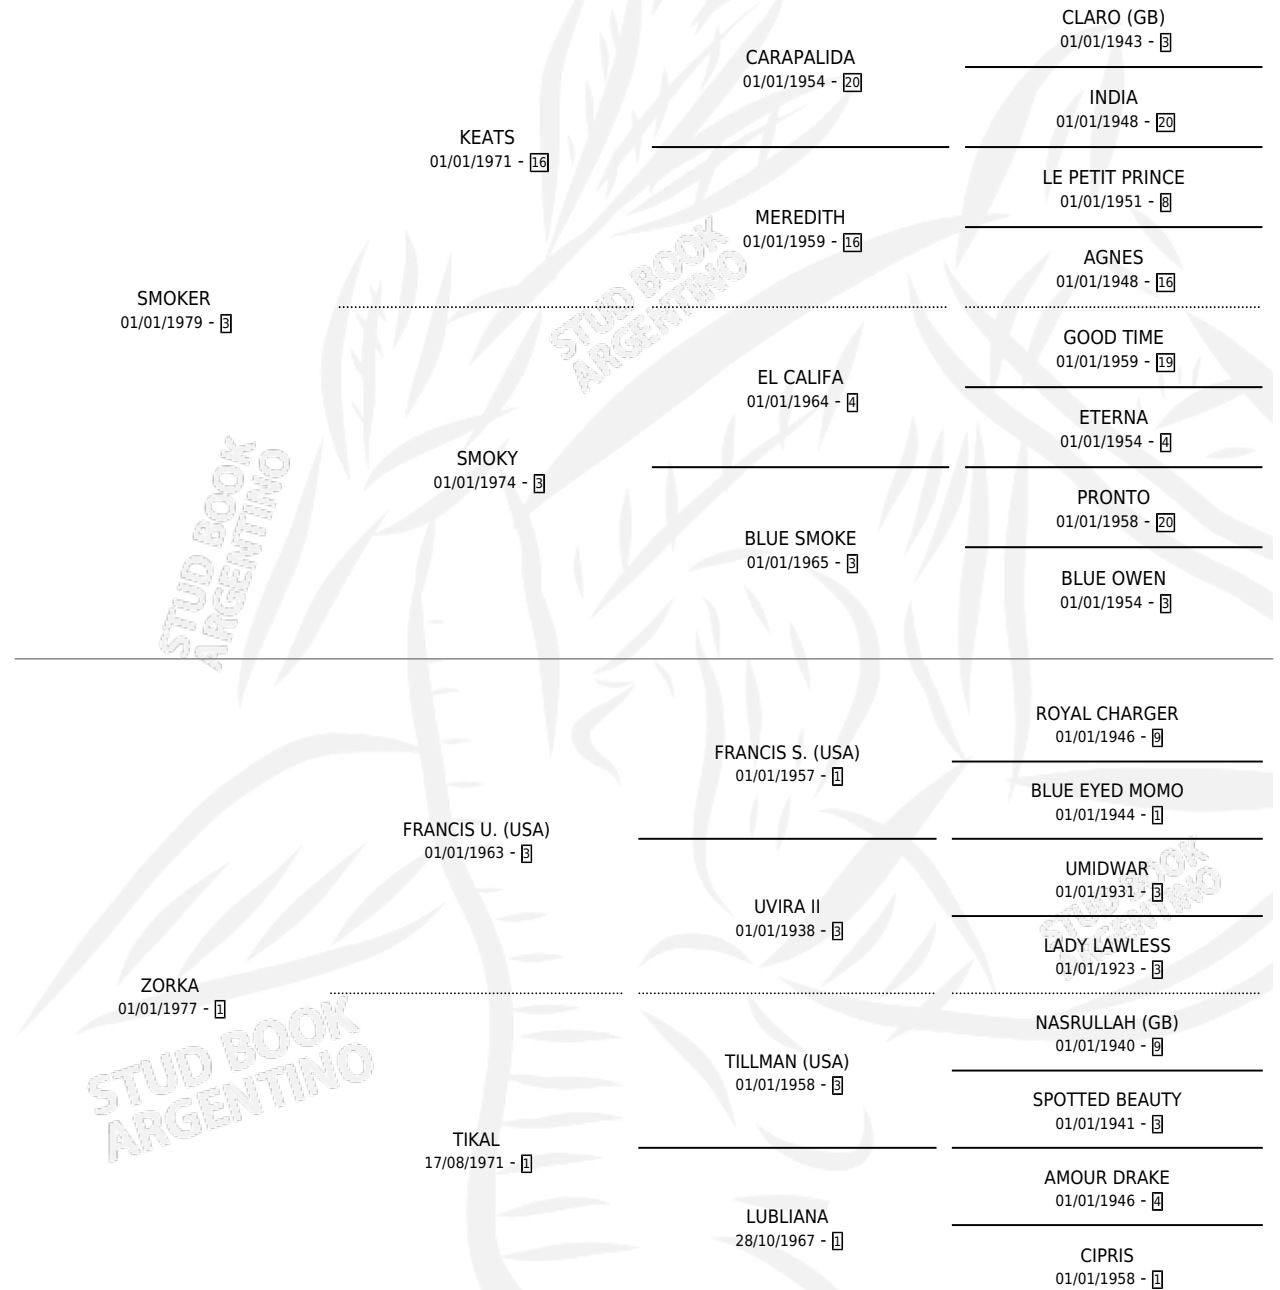 CLARO (GB)
01/01/1943 - 3
CARAPALIDA
01/01/1954 - 20
INDIA
01/01/1948 - 20
KEATS
01/01/1971 - 16
LE PETIT PRINCE
01/01/1951 - 8
MEREDITH
01/01/1959 - 16
AGNES
01/01/1948 - 16
SMOKER
01/01/1979 - 3
GOOD TIME
01/01/1959 - 19
EL CALIFA
01/01/1964 - 4
ETERNA
01/01/1954 - 4
SMOKY
01/01/1974 - 3
PRONTO
01/01/1958 - 20
BLUE SMOKE
01/01/1965 - 3
BLUE OWEN
01/01/1954 - 3
STUD BOOK
ARGENTINO
STUD BOOK
ARGENTINO
ROYAL CHARGER
01/01/1946 - 9
FRANCIS S. (USA)
01/01/1957 - 1
BLUE EYED MOMO
01/01/1944 - 1
FRANCIS U. (USA)
01/01/1963 - 3
UMIDWAR
01/01/1931 - 3
UVIRA II
01/01/1938 - 3
LADY LAWLESS
01/01/1923 - 3
ZORKA
01/01/1977 - 1
NASRULLAH (GB)
01/01/1940 - 9
TILLMAN (USA)
01/01/1958 - 3
SPOTTED BEAUTY
01/01/1941 - 3
TIKAL
17/08/1971 - 1
AMOUR DRAKE
01/01/1946 - 4
LUBLIANA
28/10/1967 - 1
CIPRIS
01/01/1958 - 1
STUD BOOK
ARGENTINO
STUD BOOK
ARGENTINO